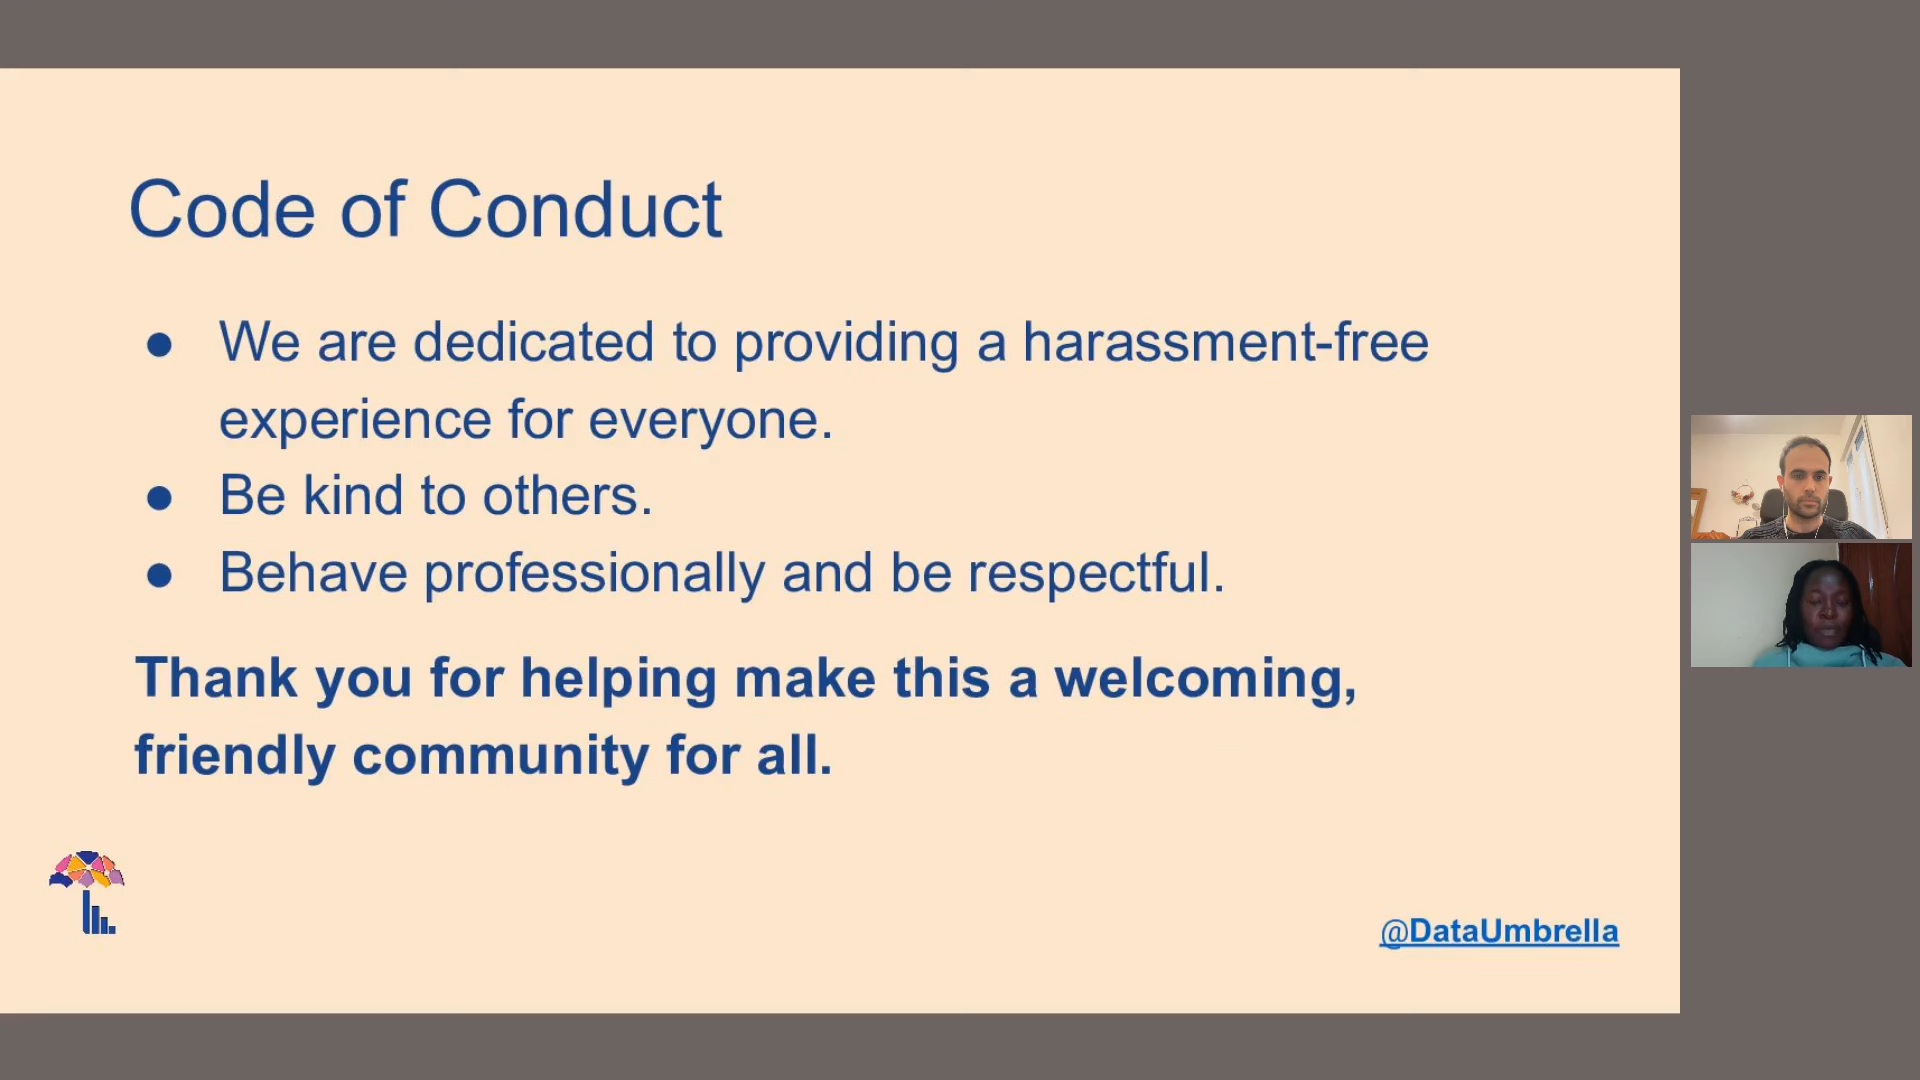 Code of Conduct
● We are dedicated to providing a harassment-free
experience for everyone.
● Be kind to others.
● Behave professionally and be respectful.
Thank you for helping make this a welcoming,
friendly community for all.
@DataUmbrella